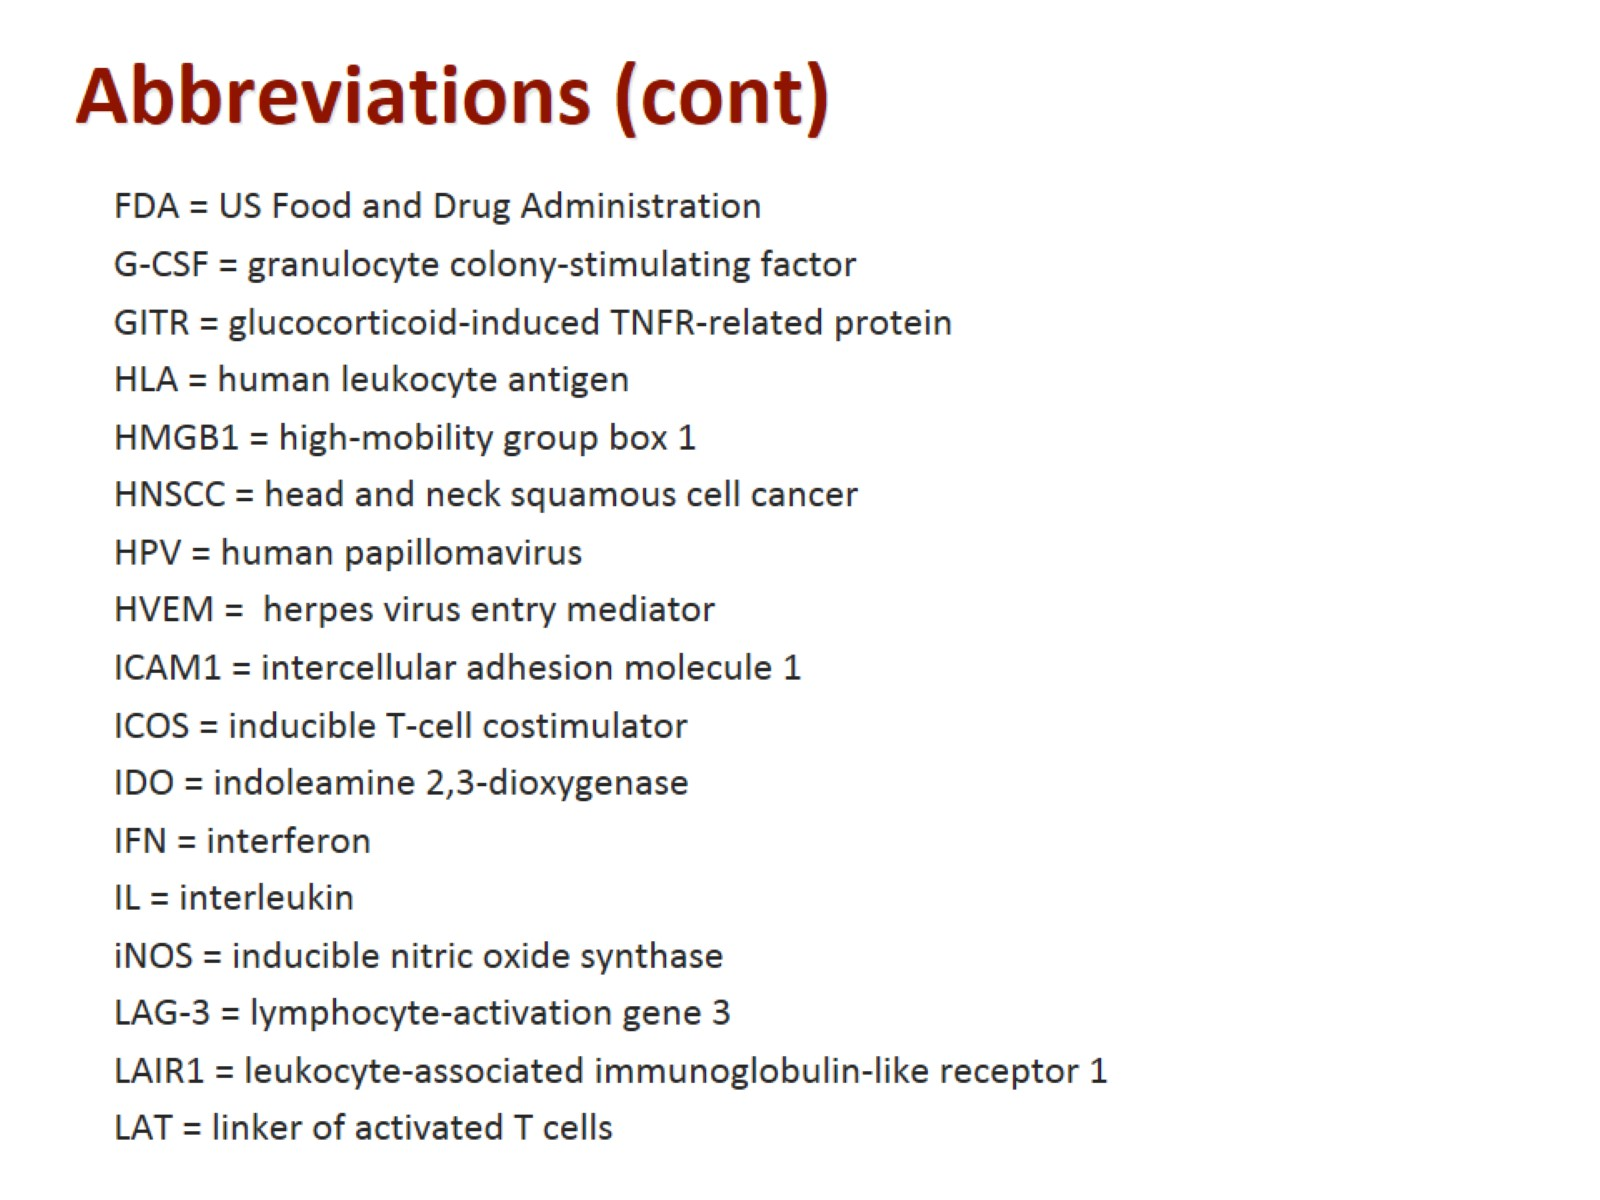 Abbreviations (cont)
FDA = US Food and Drug Administration
G-CSF = granulocyte colony-stimulating factor
GITR = glucocorticoid-induced TNFR-related protein
HLA = human leukocyte antigen
HMGB1 = high-mobility group box 1
HNSCC = head and neck squamous cell cancer
HPV = human papillomavirus
HVEM =  herpes virus entry mediator
ICAM1 = intercellular adhesion molecule 1
ICOS = inducible T-cell costimulator
IDO = indoleamine 2,3-dioxygenase
IFN = interferon
IL = interleukin
iNOS = inducible nitric oxide synthase
LAG-3 = lymphocyte-activation gene 3
LAIR1 = leukocyte-associated immunoglobulin-like receptor 1
LAT = linker of activated T cells